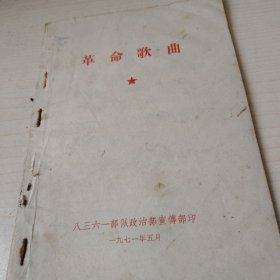 革命歌曲
八三六一部队政治部宣傳部印
一九七一年五月